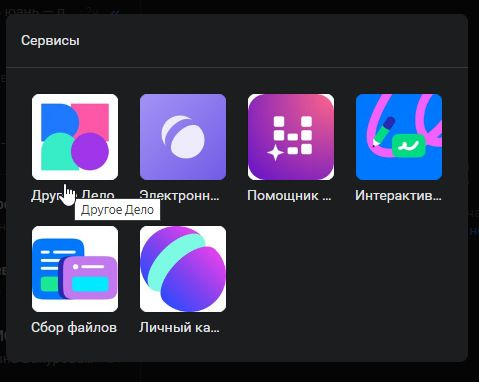 Сервисы
Другое Дело
Электронн...
Помощник ...
Интерактив...
Другое Дело
Сбор файлов
Личный ка...